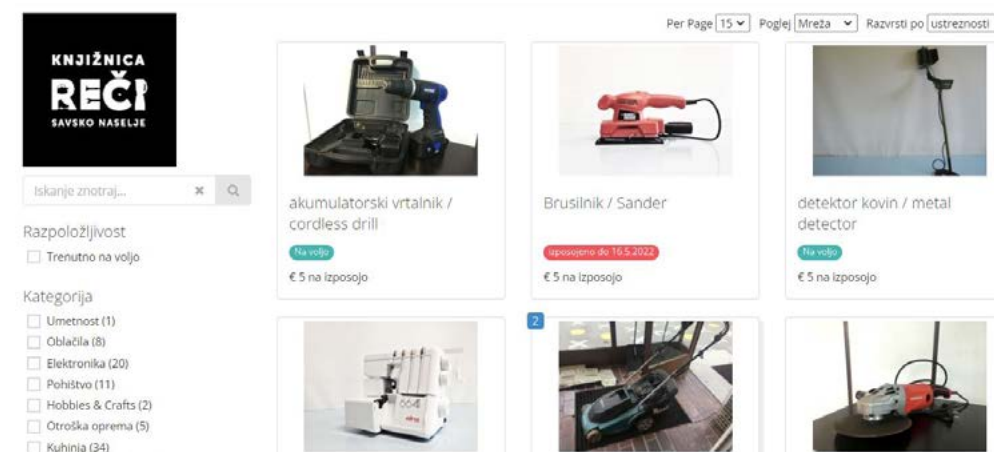 Per Page 15 Poglej Mreža Razvrsti po ustreznosti
KNJIŽNICA
REČI
SAVSKO NASELJE
Iskanje znotraj...
Razpoložljivost
Trenutno na voljo
Kategorija
Umetnost (1)
Oblačila (8)
Elektronika (20)
Pohištvo (11)
Hobbies & Crafts (2)
Otroška oprema (5)
Kuhinja (34)
akumulatorski vrtalnik /
cordless drill
Na voljo
€ 5 na izposojo
Brusilnik / Sander
Izposojeno do 16.5.2022
€ 5 na izposojo
detektor kovin / metal
detector
Na voljo
€ 5 na izposojo
664
elna
2